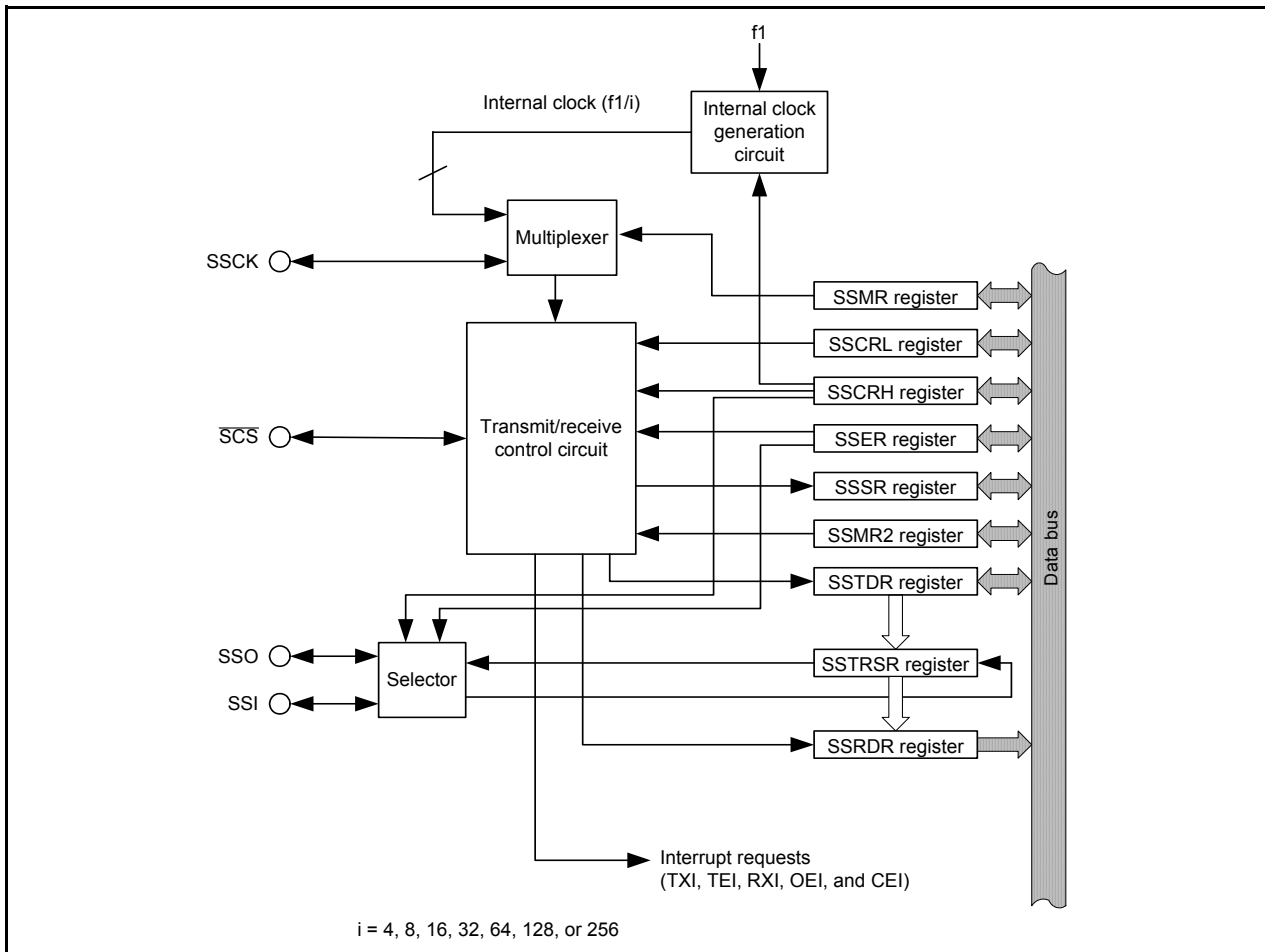 f1
Internal clock (f1/i)
Internal clock
generation
circuit
Multiplexer
SSCK
SSMR register
SSCRL register
SSCRH register
SCS
Transmit/receive
control circuit
SSER register
SSSR register
SSMR2 register
SSTDR register
Data bus
SSO
SSI
Selector
SSTRSR register
SSRDR register
Interrupt requests
(TXI, TEI, RXI, OEI, and CEI)
i = 4, 8, 16, 32, 64, 128, or 256